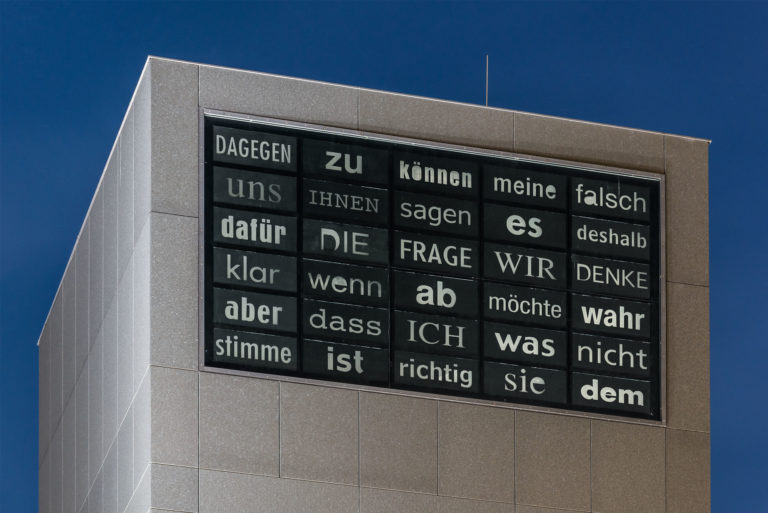 DAGEGEN zu können meine falsch
uns IHNEN sagen es deshalb
dafür DIE FRAGE WIR DENKE
klar wenn ab möchte wahr
aber dass ICH was nicht
stimme ist richtig sie dem